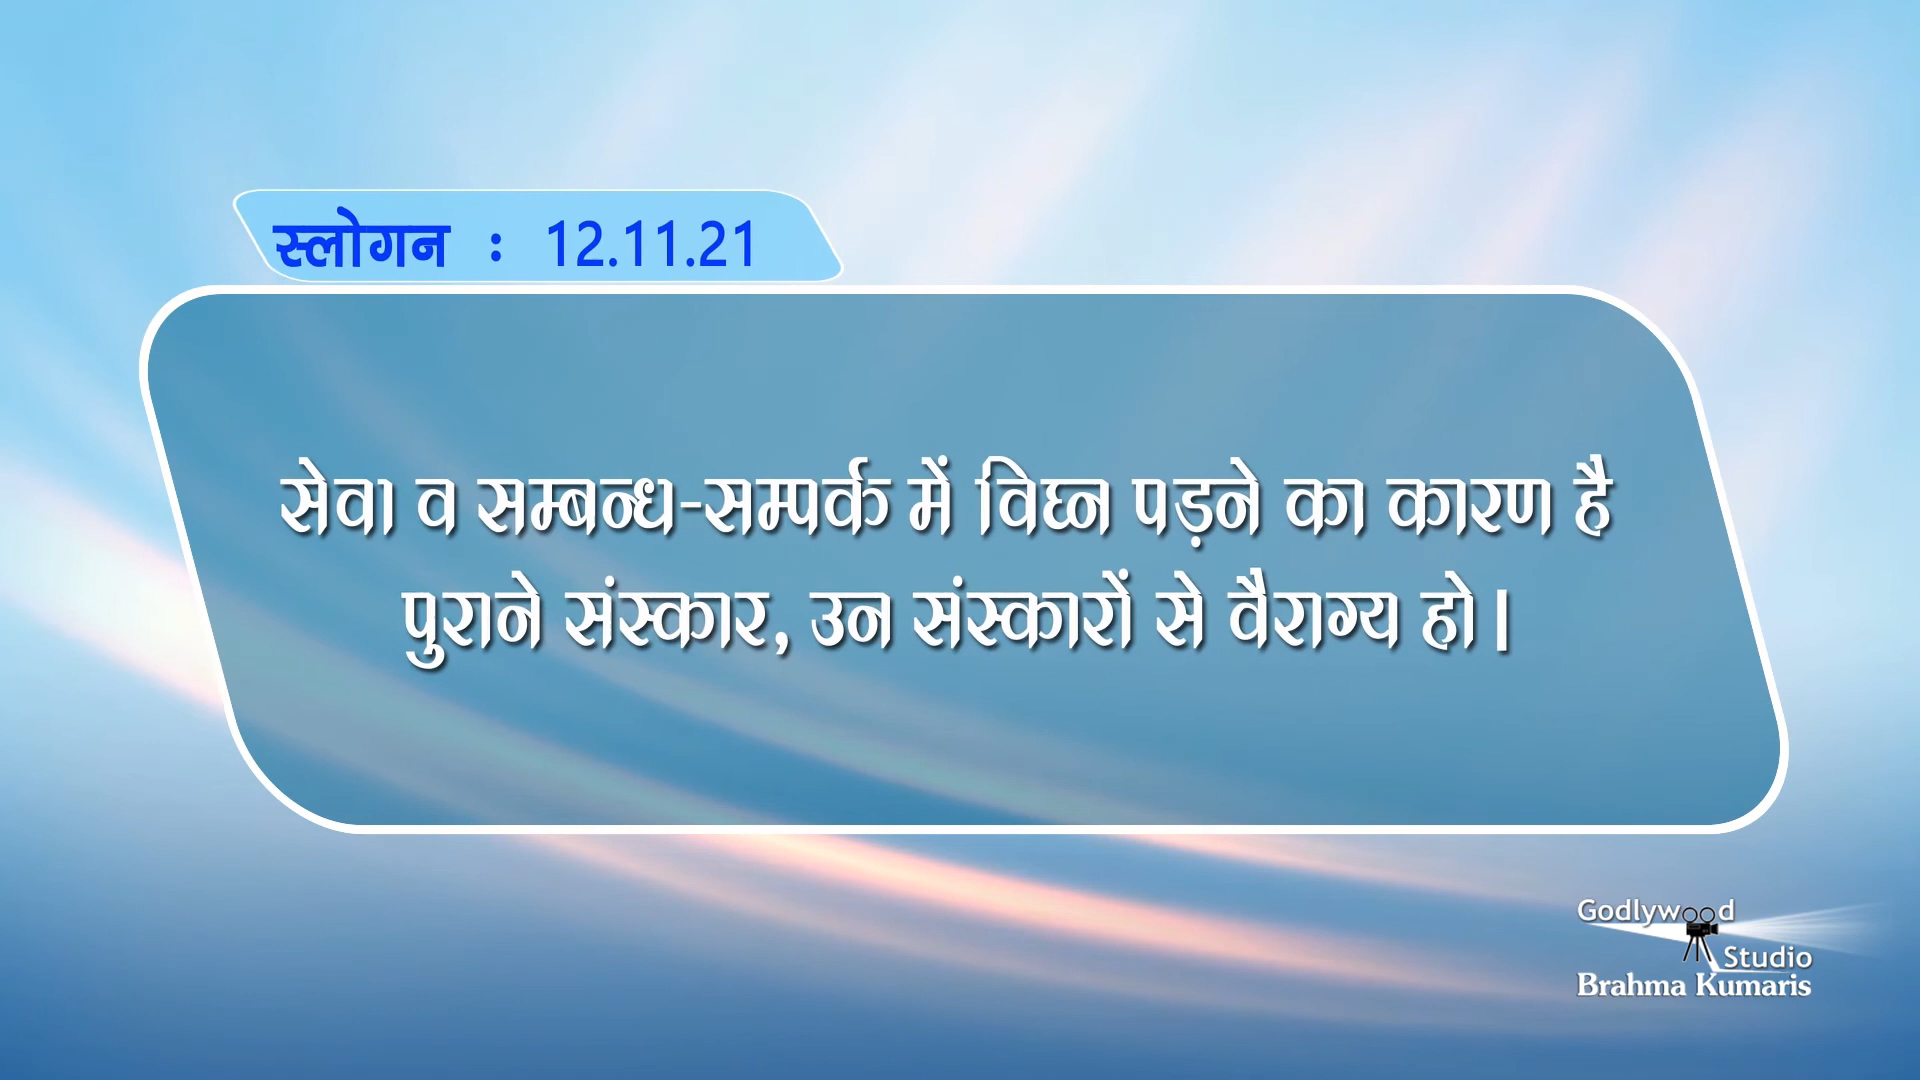 स्लोगन : 12.11.21
सेवा व सम्बन्ध-सम्पर्क में विघ्न पड़ने का कारण है
पुराने संस्कार, उन संस्कारों से वैराग्य हो।
Godlywood
Studio
Brahma Kumaris